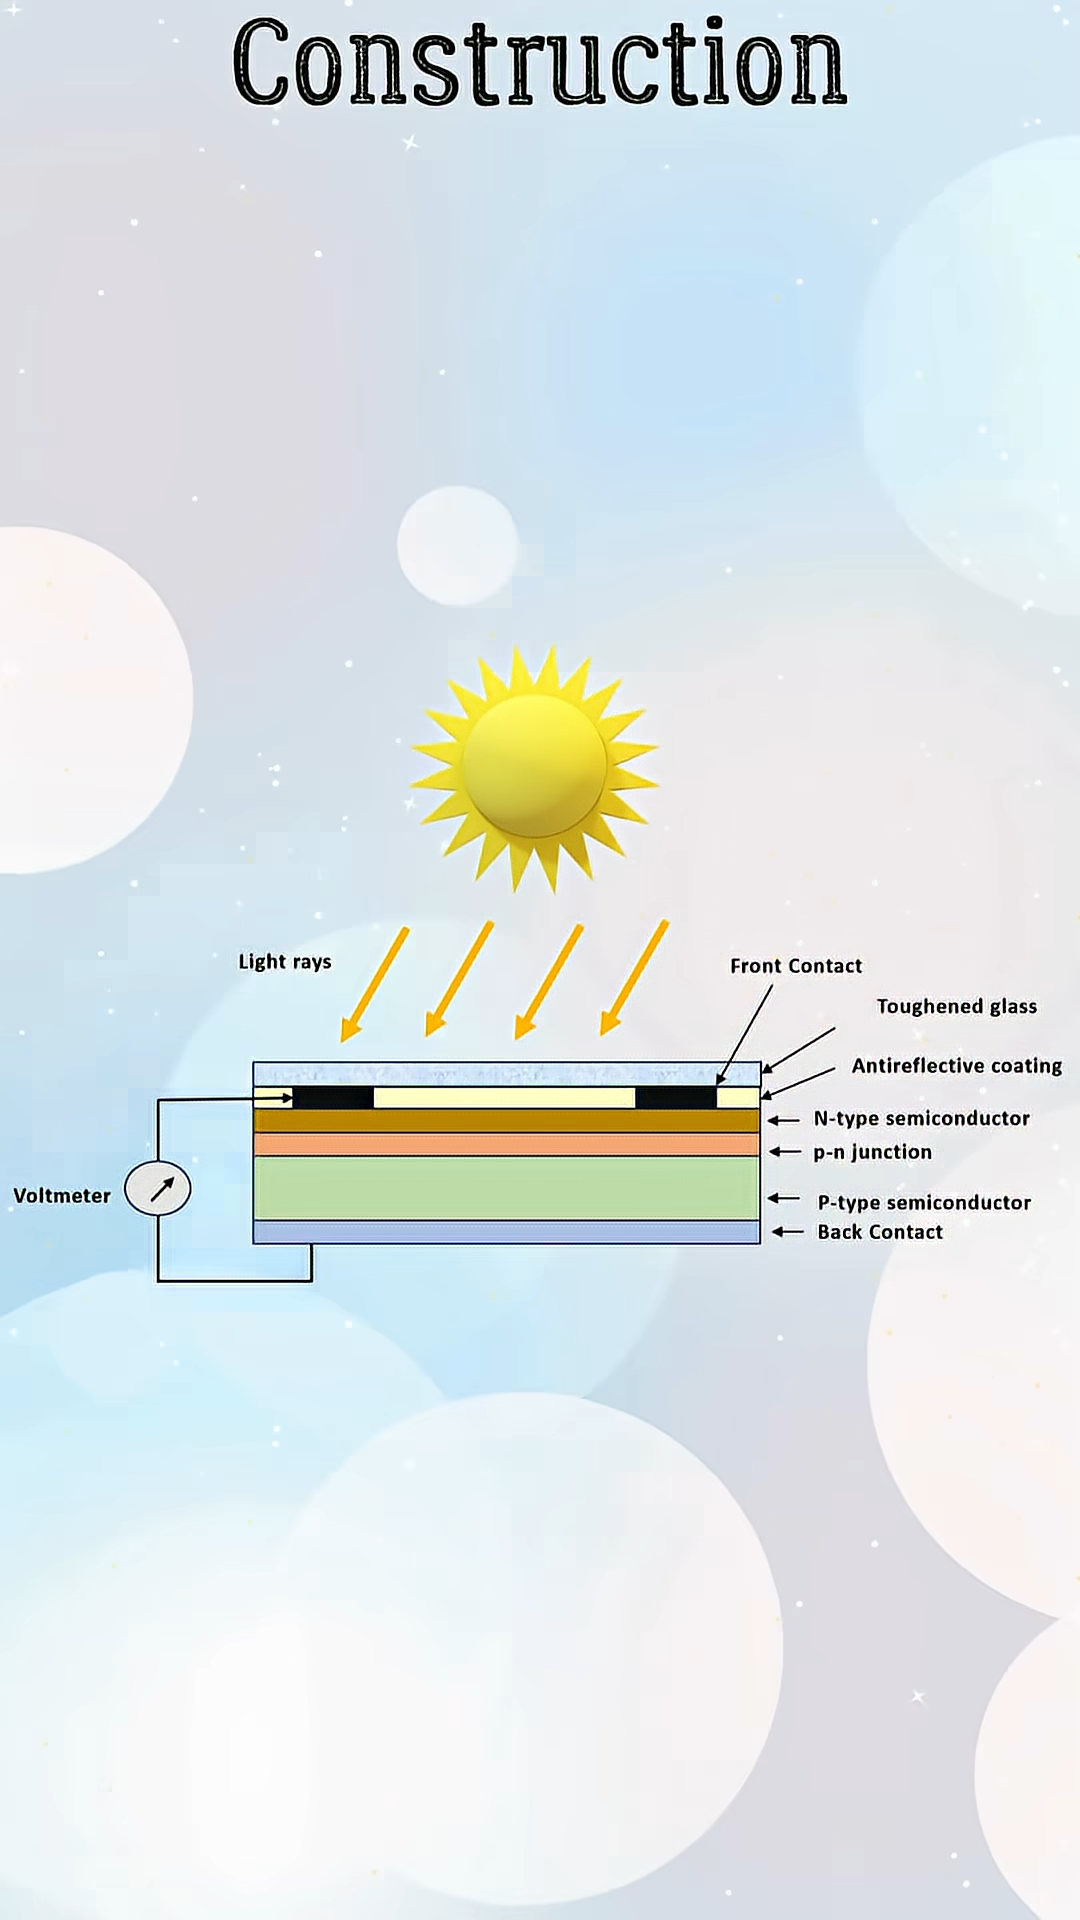 Construction
Light rays
Front Contact
Toughened glass
Antireflective coating
N-type semiconductor
p-n junction
Voltmeter
P-type semiconductor
Back Contact